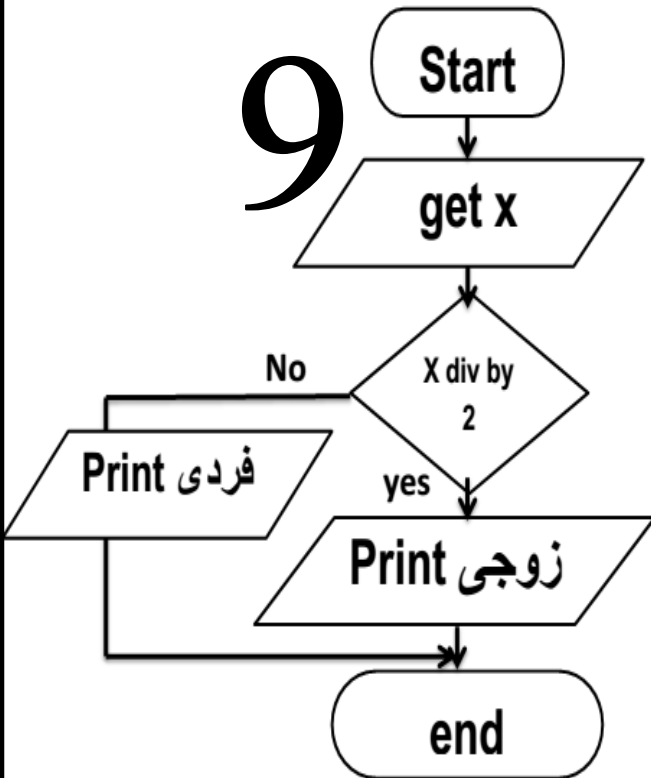 9
Start
get x
X div by
2
No
Print فردى
yes
Print زوجى
end